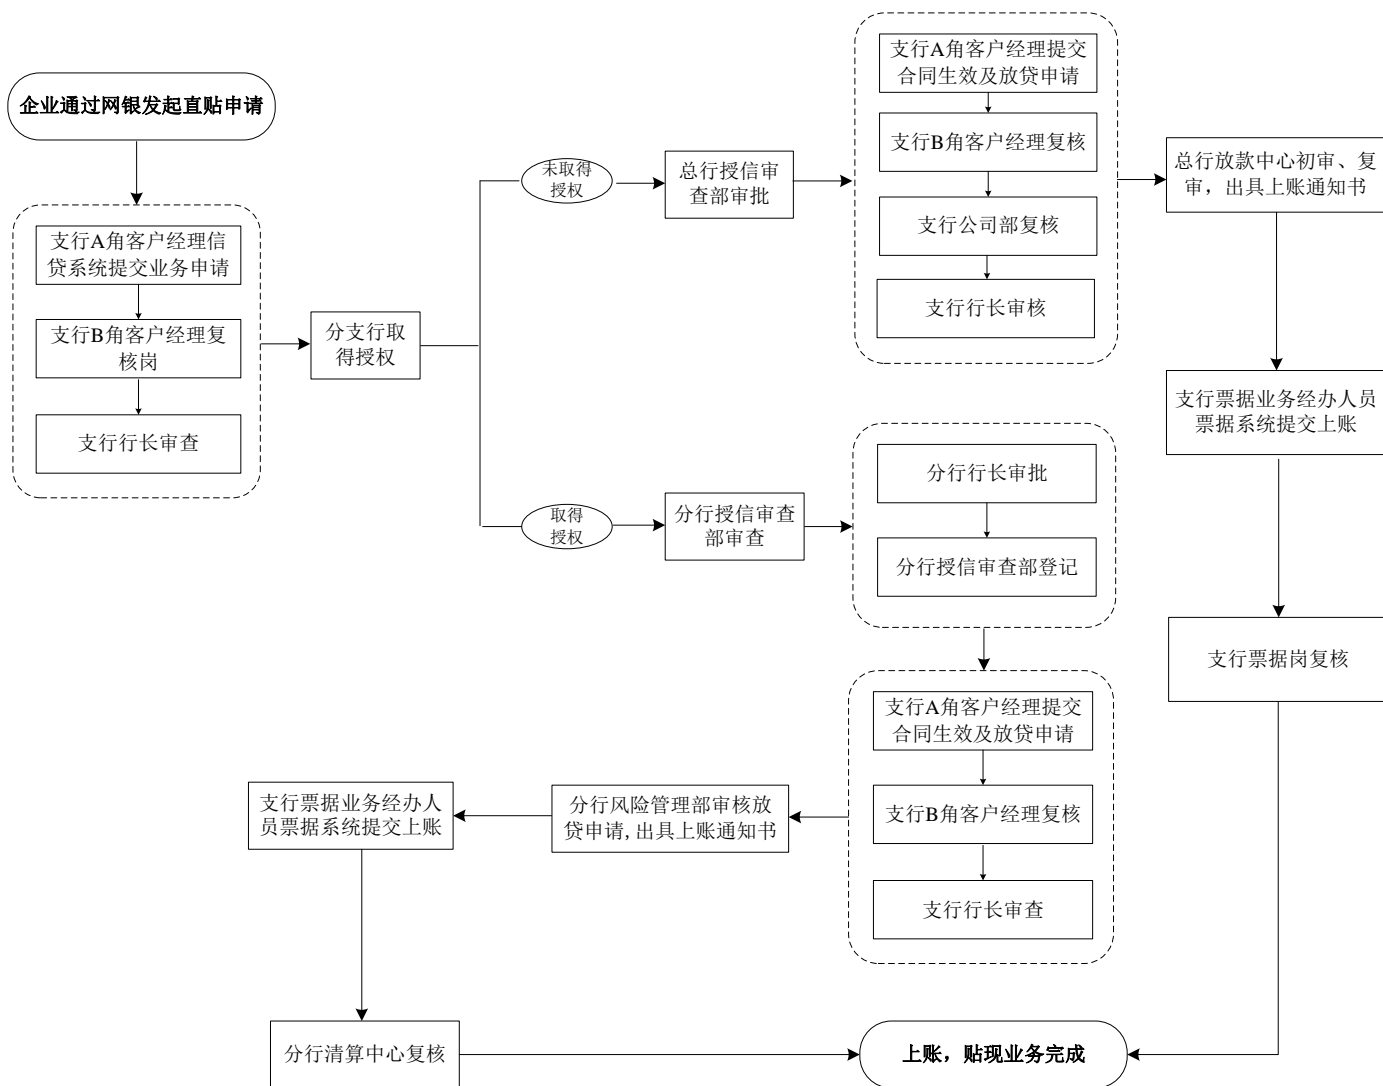 企业通过网银发起直贴申请
支行A角客户经理信
贷系统提交业务申请
支行B角客户经理复
核岗
支行行长审查
分支行取
得授权
未取得
授权
总行授信审
查部审批
支行A角客户经理提交
合同生效及放贷申请
支行B角客户经理复核
支行公司部复核
支行行长审核
总行放款中心初审、复
审，出具上账通知书
支行票据业务经办人员
票据系统提交上账
支行票据岗复核
取得
授权
分行授信审查
部审查
分行行长审批
分行授信审查部登记
支行A角客户经理提交
合同生效及放贷申请
支行B角客户经理复核
支行行长审查
分行风险管理部审核放
贷申请,出具上账通知书
支行票据业务经办人
员票据系统提交上账
分行清算中心复核
上账，贴现业务完成